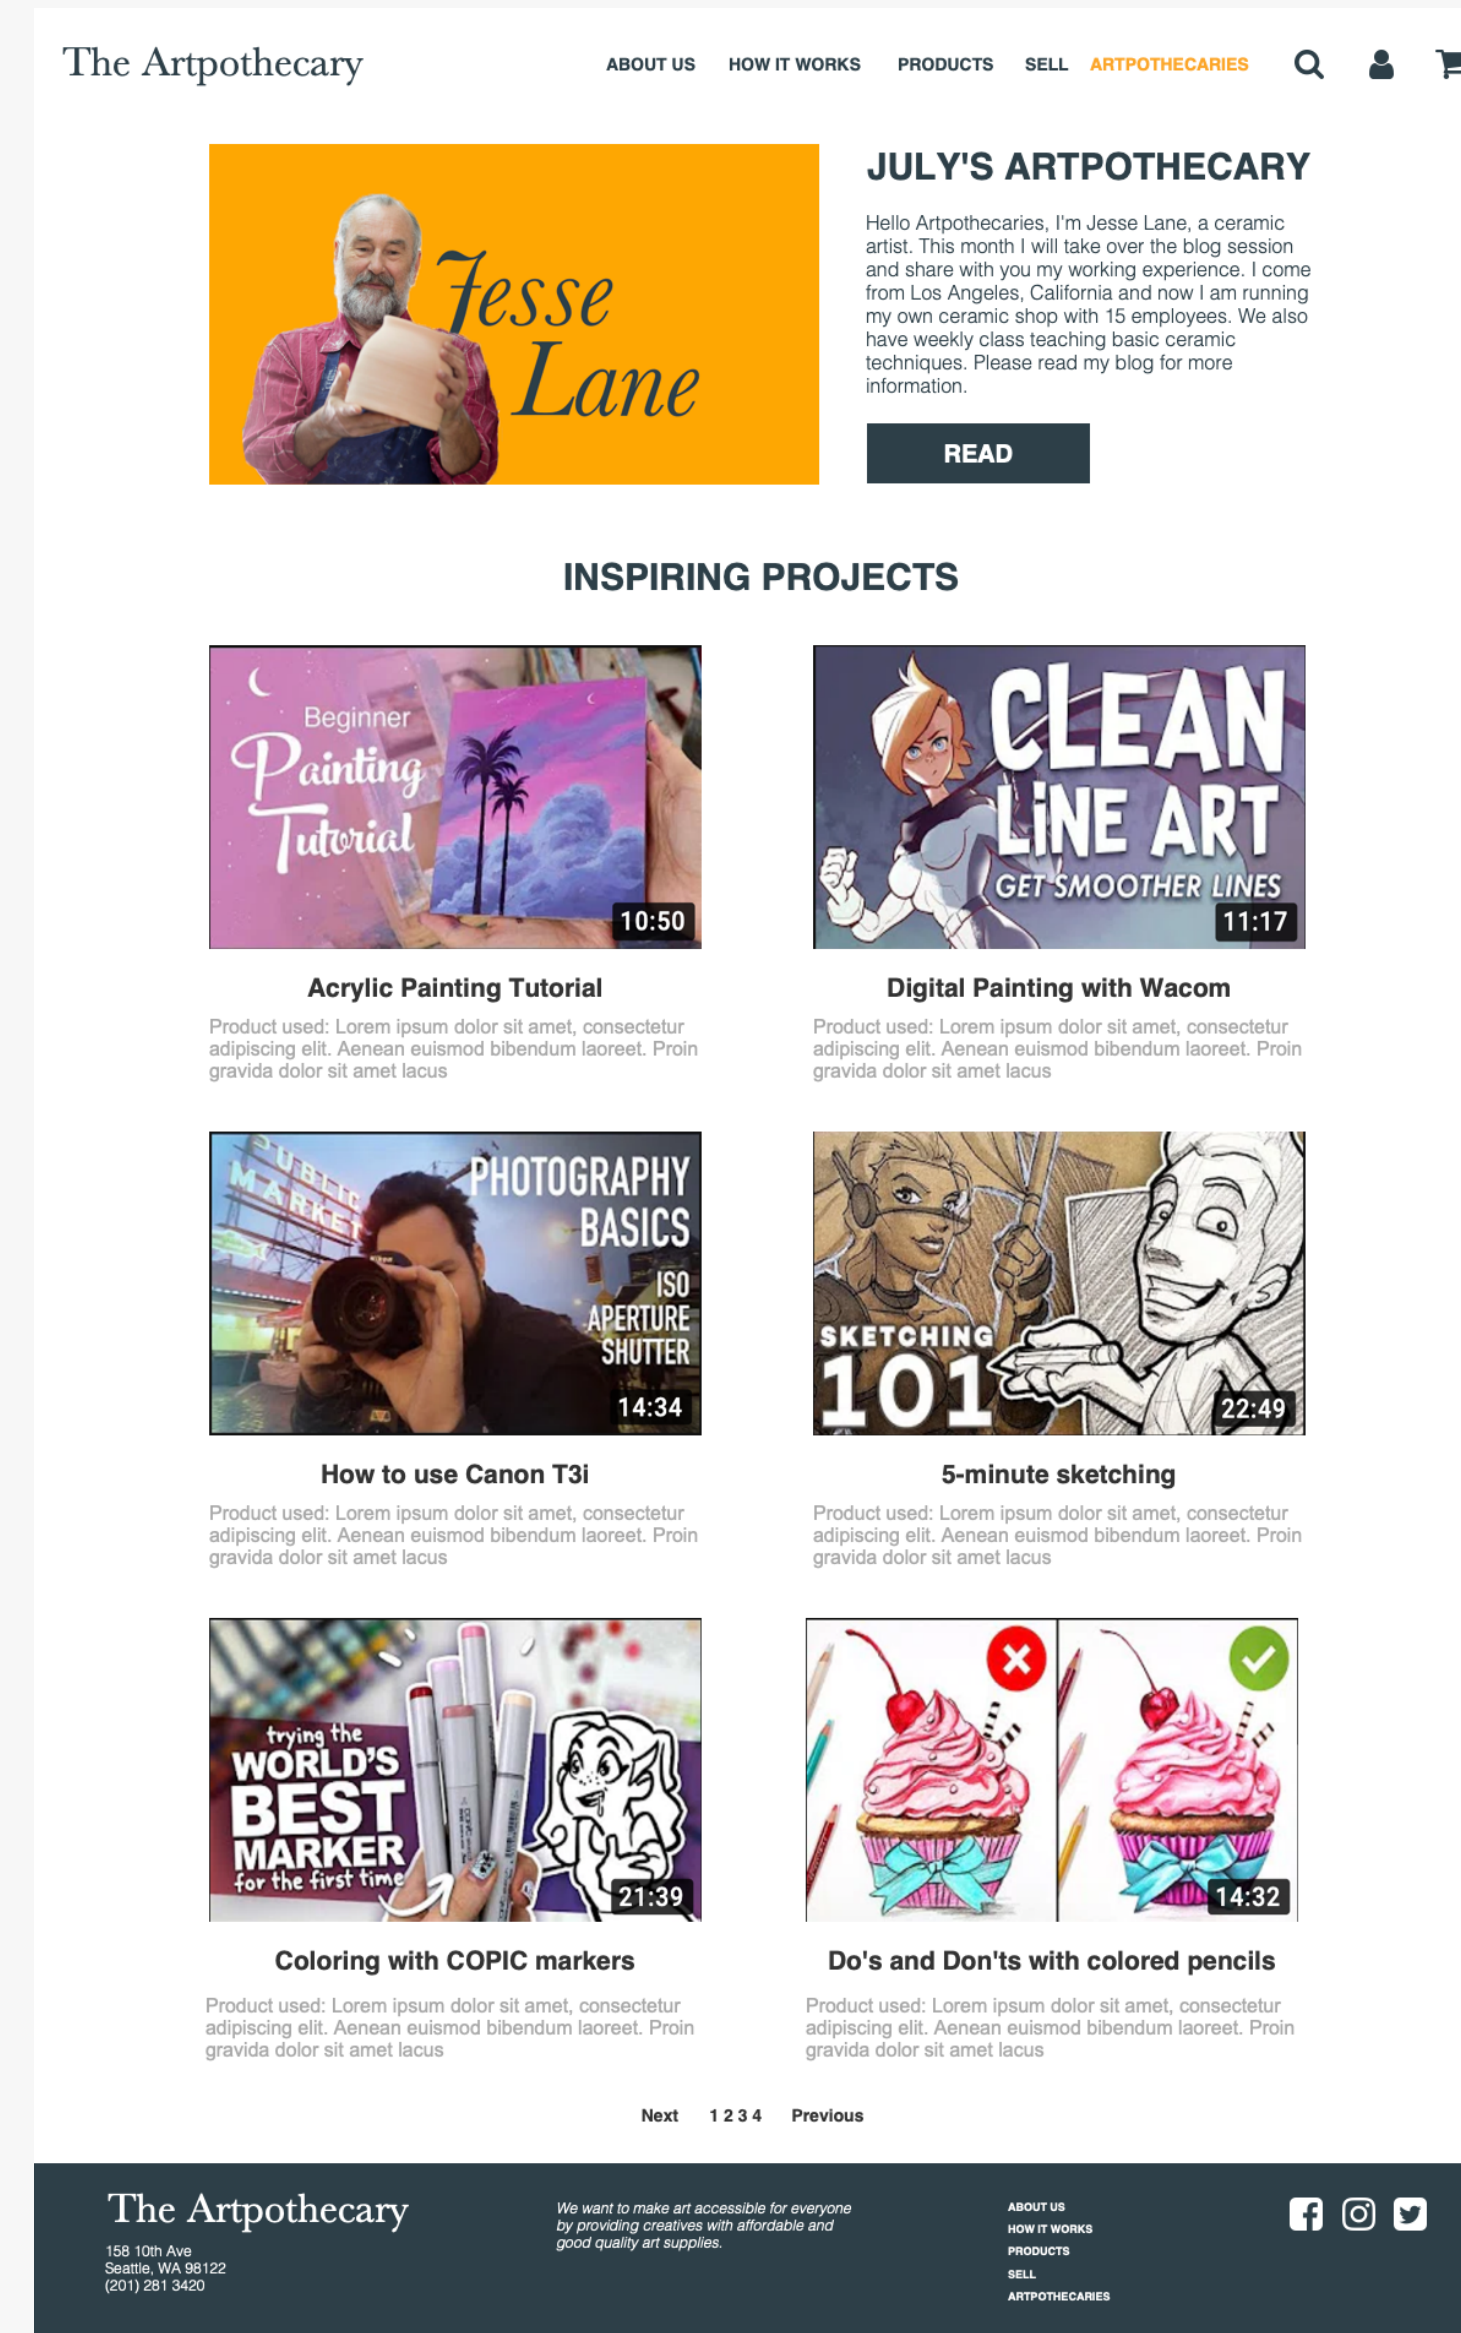 The Artpothecary
ABOUT US HOW IT WORKS PRODUCTS SELL ARTPOTHECARIES
Jesse
Lane
JULY'S ARTPOTHECARY
Hello Artpothecaries, I'm Jesse Lane, a ceramic
artist. This month I will take over the blog session
and share with you my working experience. I come
from Los Angeles, California and now I am running
my own ceramic shop with 15 employees. We also
have weekly class teaching basic ceramic
techniques. Please read my blog for more
information.
READ
INSPIRING PROJECTS
Beginner
Painting
Tutorial
10:50
Acrylic Painting Tutorial
Product used: Lorem ipsum dolor sit amet, consectetur
adipiscing elit. Aenean euismod bibendum laoreet. Proin
gravida dolor sit amet lacus
CLEAN
LiNE ART
GET SMOOTHER LINES
11:17
Digital Painting with Wacom
Product used: Lorem ipsum dolor sit amet, consectetur
adipiscing elit. Aenean euismod bibendum laoreet. Proin
gravida dolor sit amet lacus
PUBLIC
MARKET
Nikon
PHOTOGRAPHY
BASICS
ISO
APERTURE
SHUTTER
14:34
How to use Canon T3i
Product used: Lorem ipsum dolor sit amet, consectetur
adipiscing elit. Aenean euismod bibendum laoreet. Proin
gravida dolor sit amet lacus
SKETCHING
101
22:49
5-minute sketching
Product used: Lorem ipsum dolor sit amet, consectetur
adipiscing elit. Aenean euismod bibendum laoreet. Proin
gravida dolor sit amet lacus
trying the
WORLD'S
BEST
MARKER
for the first time
21:39
Coloring with COPIC markers
Product used: Lorem ipsum dolor sit amet, consectetur
adipiscing elit. Aenean euismod bibendum laoreet. Proin
gravida dolor sit amet lacus
14:32
Do's and Don'ts with colored pencils
Product used: Lorem ipsum dolor sit amet, consectetur
adipiscing elit. Aenean euismod bibendum laoreet. Proin
gravida dolor sit amet lacus
Next 1 2 3 4 Previous
The Artpothecary
158 10th Ave
Seattle, WA 98122
(201) 281 3420
We want to make art accessible for everyone
by providing creatives with affordable and
good quality art supplies.
ABOUT US
HOW IT WORKS
PRODUCTS
SELL
ARTPOTHECARIES